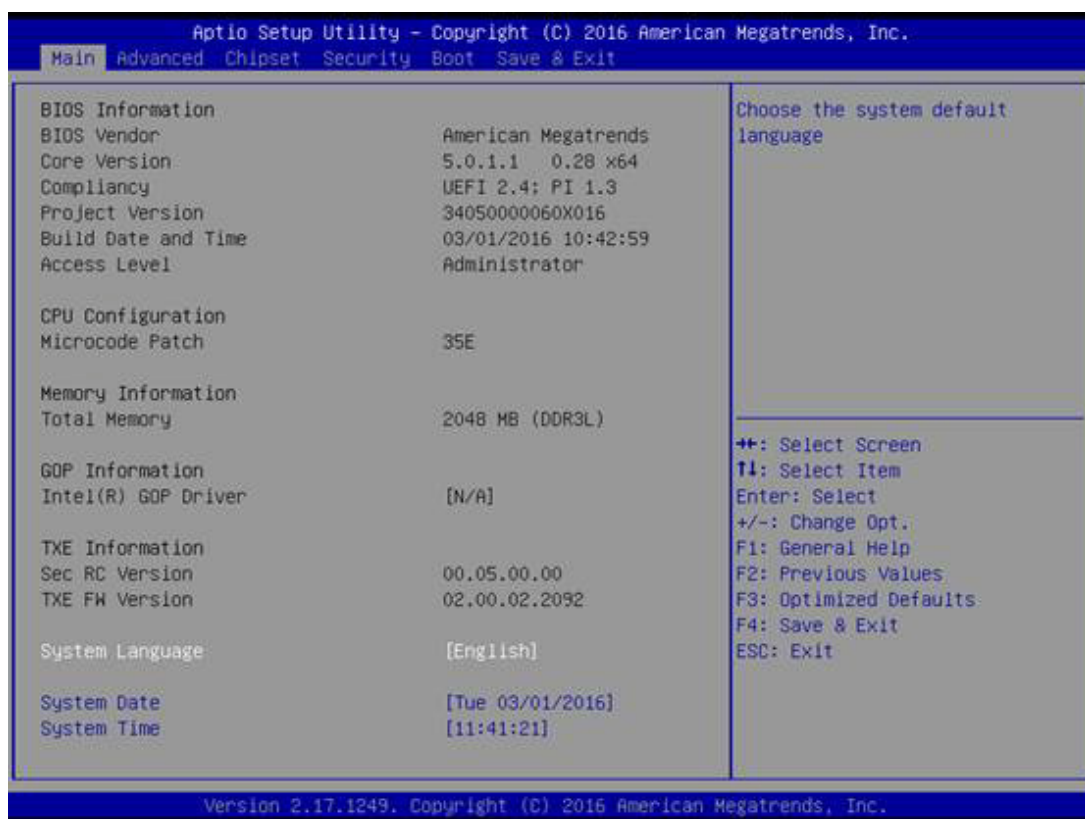 Aptio Setup Utility - Copyright (C) 2016 American Megatrends, Inc.
Main Advanced Chipset Security Boot Save & Exit
BIOS Information
BIOS Vendor American Megatrends
Core Version 5.0.1.1 0.28 x64
Compliancy UEFI 2.4; PI 1.3
Project Version 34050000060X016
Build Date and Time 03/01/2016 10:42:59
Access Level Administrator
CPU Configuration
Microcode Patch 35E
Memory Information
Total Memory 2048 MB (DDR3L)
GOP Information
Intel(R) GOP Driver [N/A]
TXE Information
Sec RC Version 00.05.00.00
TXE FW Version 02.00.02.2092
System Language [English]
System Date [Tue 03/01/2016]
System Time [11:41:21]
Choose the system default
language
→←: Select Screen
↑↓: Select Item
Enter: Select
+/-: Change Opt.
F1: General Help
F2: Previous Values
F3: Optimized Defaults
F4: Save & Exit
ESC: Exit
Version 2.17.1249. Copyright (C) 2016 American Megatrends, Inc.